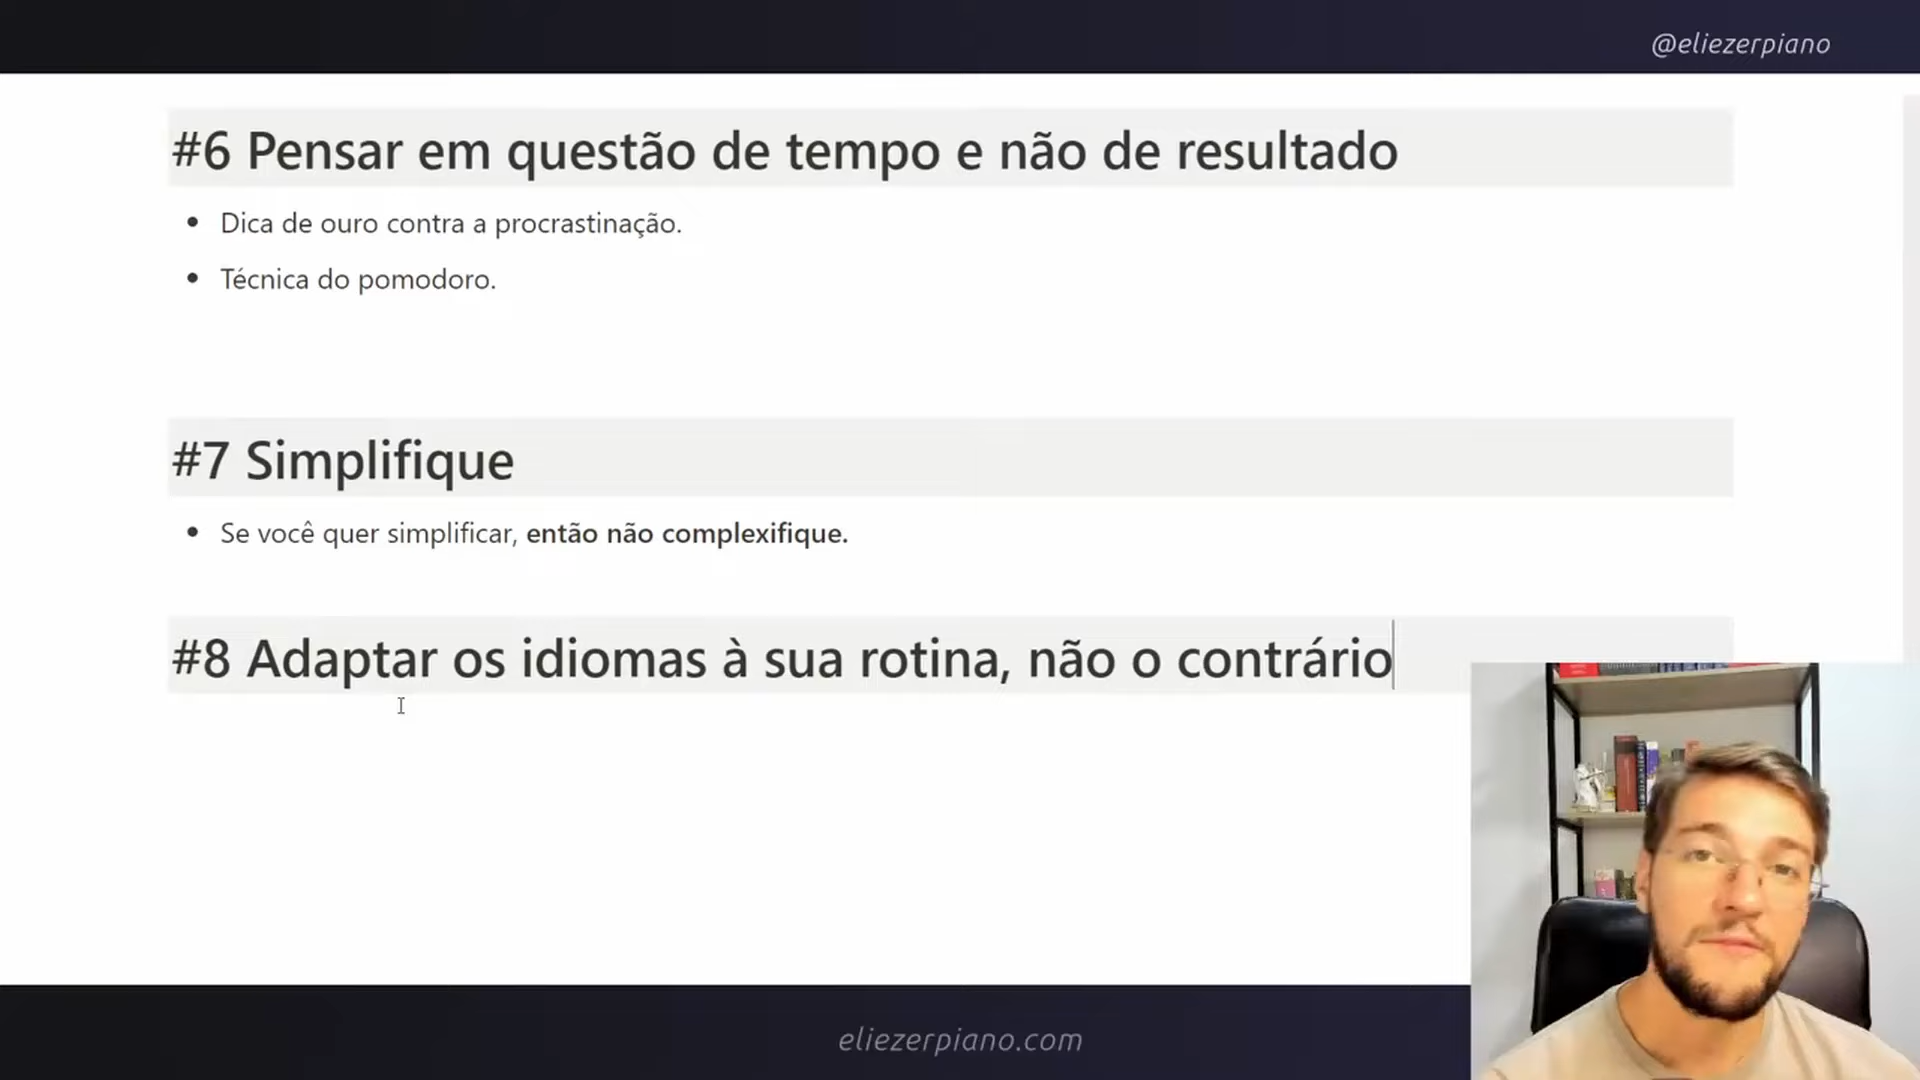 @eliezerpiano
#6 Pensar em questão de tempo e não de resultado
• Dica de ouro contra a procrastinação.
• Técnica do pomodoro.
#7 Simplifique
• Se você quer simplificar, então não complexifique.
#8 Adaptar os idiomas à sua rotina, não o contrário
eliezerpiano.com